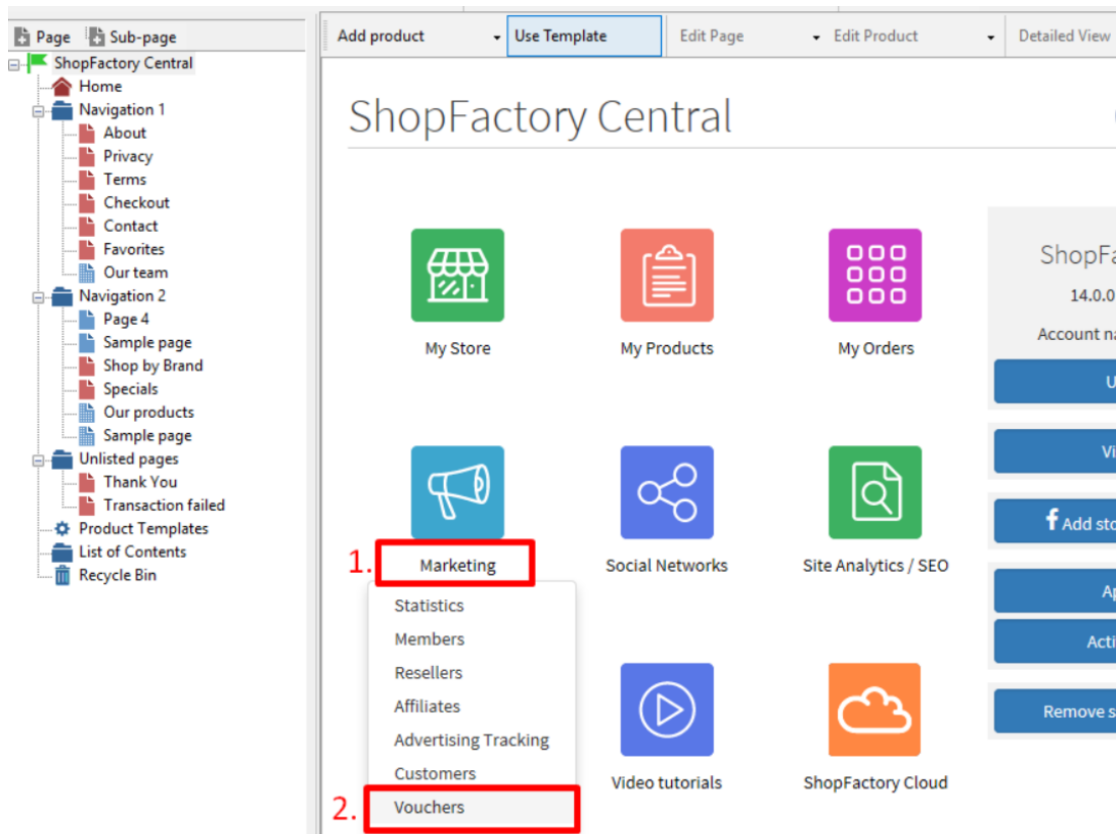 Page Sub-page
ShopFactory Central
Home
Navigation 1
About
Privacy
Terms
Checkout
Contact
Favorites
Our team
Navigation 2
Page 4
Sample page
Shop by Brand
Specials
Our products
Sample page
Unlisted pages
Thank You
Transaction failed
Product Templates
List of Contents
Recycle Bin
Add product Use Template Edit Page Edit Product Detailed View
ShopFactory Central
My Store My Products My Orders
1. Marketing Social Networks Site Analytics / SEO
Statistics
Members
Resellers
Affiliates
Advertising Tracking
Customers
2. Vouchers
Video tutorials ShopFactory Cloud
14.0.0
Account
Add
Remove